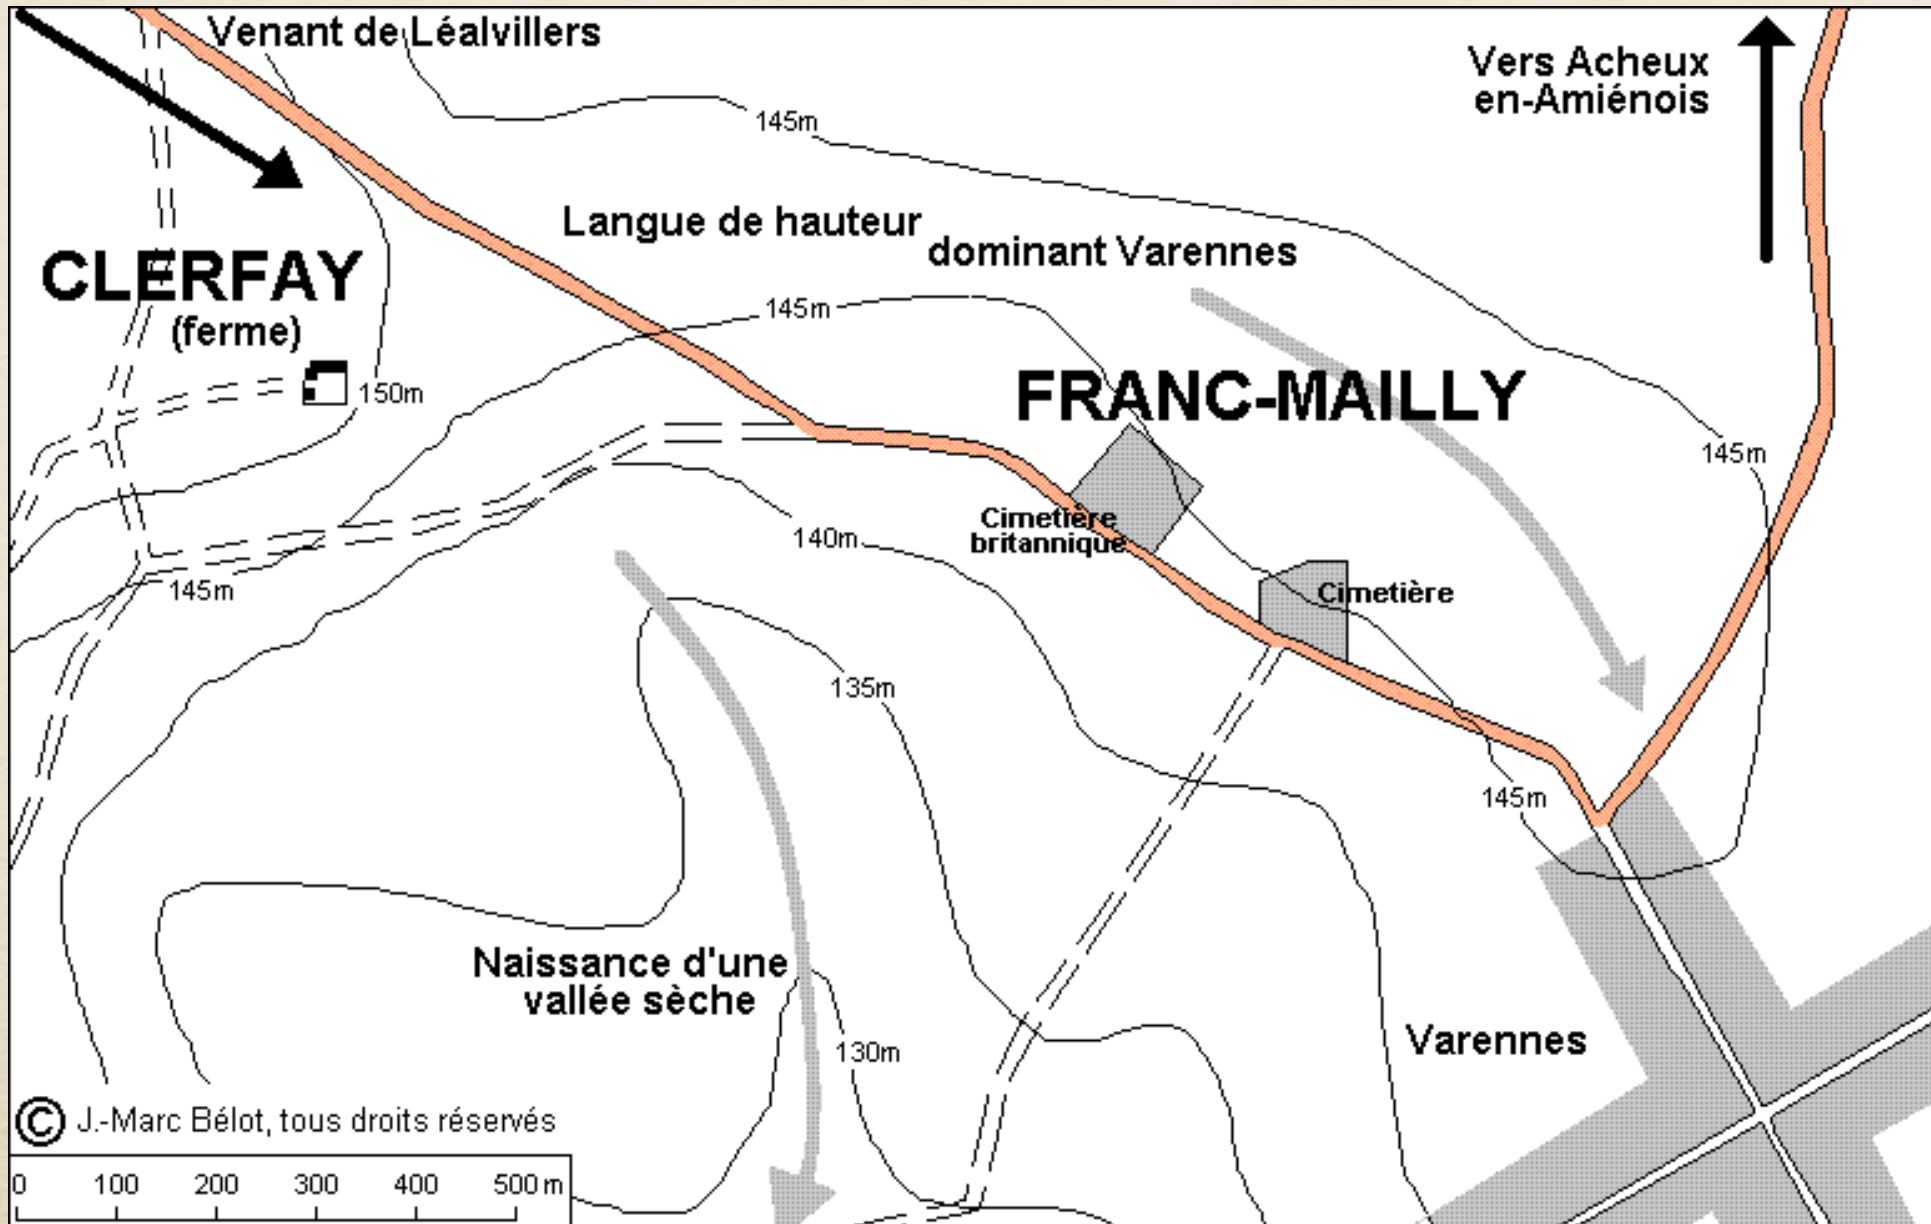 Venant de Léalvillers
Vers Acheux
en-Amiénois
145m
Langue de hauteur
dominant Varennes
CLERFAY
(ferme)
145m
150m
FRANC-MAILLY
145m
Cimetière
britannique
140m
145m
Cimetière
135m
145m
Naissance d'une
vallée sèche
130m
Varennes
© J.-Marc Bélot, tous droits réservés
0 100 200 300 400 500 m